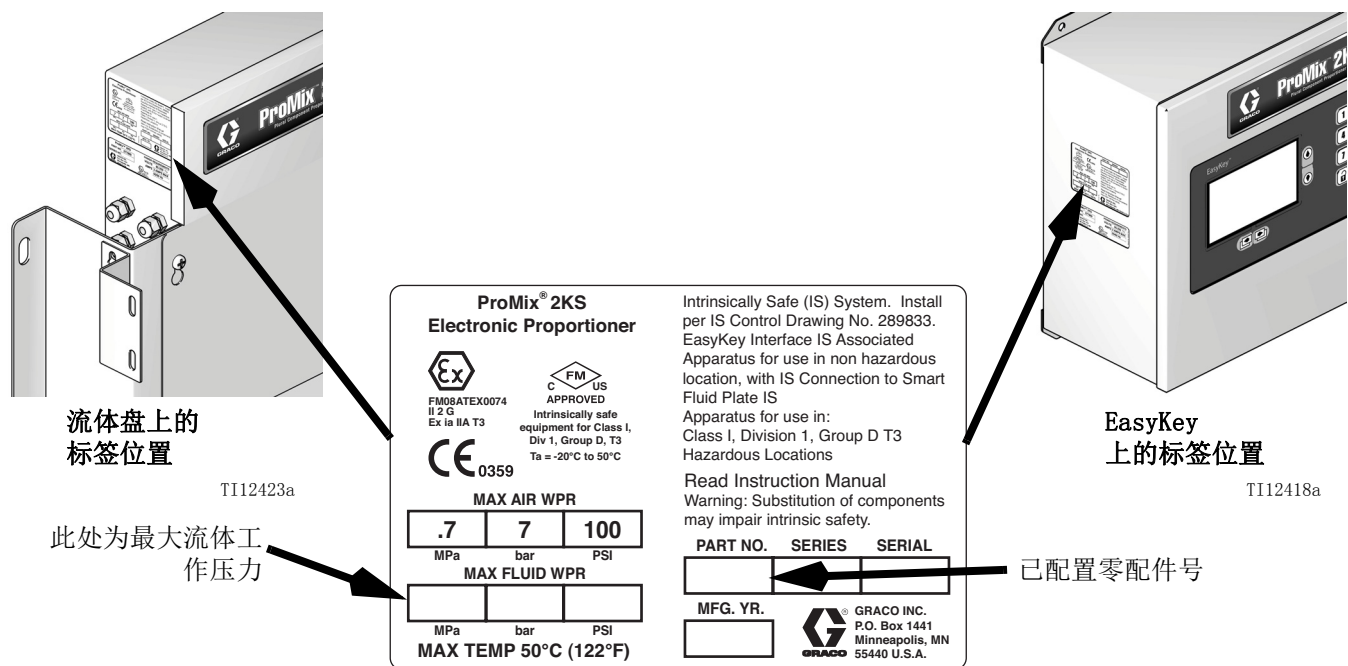 GRACO
ProMix
流体盘上的
标签位置
TI12423a
GRACO
ProMix 2K
EasyKey
EasyKey
上的标签位置
TI12418a
ProMix® 2KS
Electronic Proportioner
Ex
FM08ATEX0074
II 2 G
Ex ia IIA T3
CE 0359
FM
C US
APPROVED
Intrinsically safe
equipment for Class I,
Div 1, Group D, T3
Ta = -20°C to 50°C
MAX AIR WPR
.7 7 100
MPa bar PSI
MAX FLUID WPR
MPa bar PSI
MAX TEMP 50°C (122°F)
Intrinsically Safe (IS) System. Install
per IS Control Drawing No. 289833.
EasyKey Interface IS Associated
Apparatus for use in non hazardous
location, with IS Connection to Smart
Fluid Plate IS
Apparatus for use in:
Class I, Division 1, Group D T3
Hazardous Locations
Read Instruction Manual
Warning: Substitution of components
may impair intrinsic safety.
PART NO. SERIES SERIAL
MFG. YR.
GRACO
®
GRACO INC.
P.O. Box 1441
Minneapolis, MN
55440 U.S.A.
此处为最大流体工
作压力
已配置零配件号